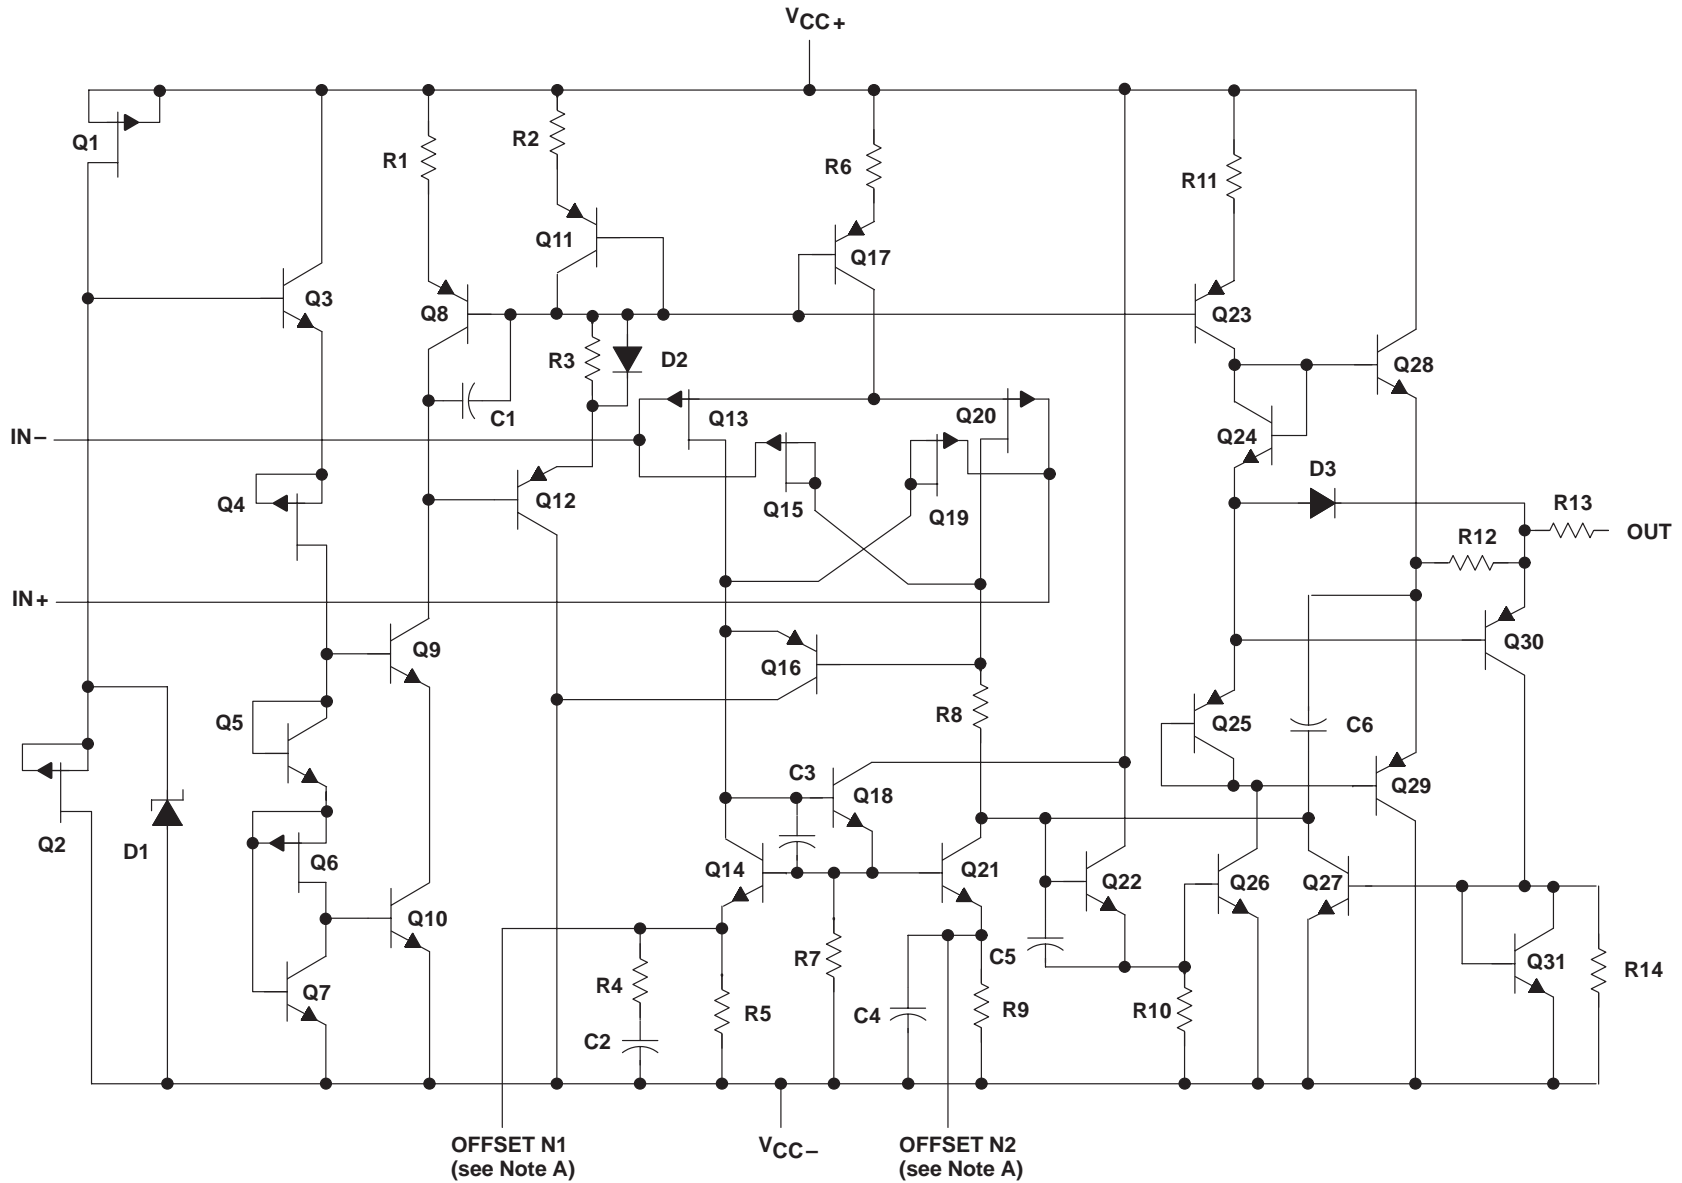 VCC+
Q1
R1
R2
R6
R11
Q11
Q17
Q3
Q8
Q23
R3
D2
Q28
C1
Q13
Q20
IN−
Q24
D3
Q4
Q12
Q15
Q19
R13
OUT
R12
IN+
Q9
Q16
Q30
Q5
R8
Q25
C6
C3
Q18
Q29
Q2
D1
Q6
Q14
Q21
Q22
Q26
Q27
Q10
R7
C5
Q31
R14
Q7
R4
R5
C4
R9
R10
C2
OFFSET N1
(see Note A)
VCC−
OFFSET N2
(see Note A)